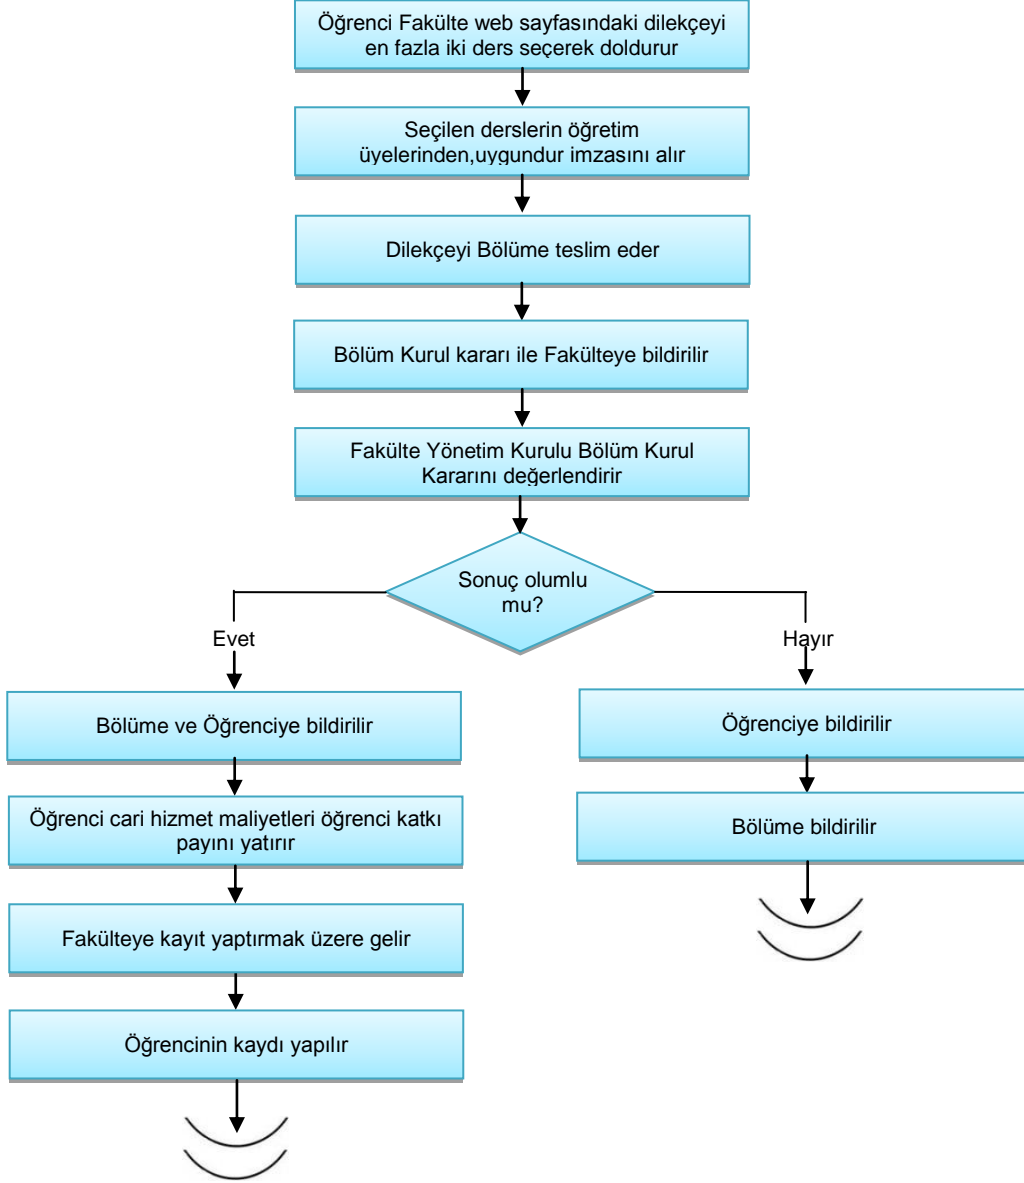 Öğrenci Fakülte web sayfasındaki dilekçeyi
en fazla iki ders seçerek doldurur
Seçilen derslerin öğretim
üyelerinden,uygundur imzasını alır
Dilekçeyi Bölüme teslim eder
Bölüm Kurul kararı ile Fakülteye bildirilir
Fakülte Yönetim Kurulu Bölüm Kurul
Kararını değerlendirir
Sonuç olumlu
mu?
Evet
Hayır
Bölüme ve Öğrenciye bildirilir
Öğrenci cari hizmet maliyetleri öğrenci katkı
payını yatırır
Fakülteye kayıt yaptırmak üzere gelir
Öğrencinin kaydı yapılır
Öğrenciye bildirilir
Bölüme bildirilir